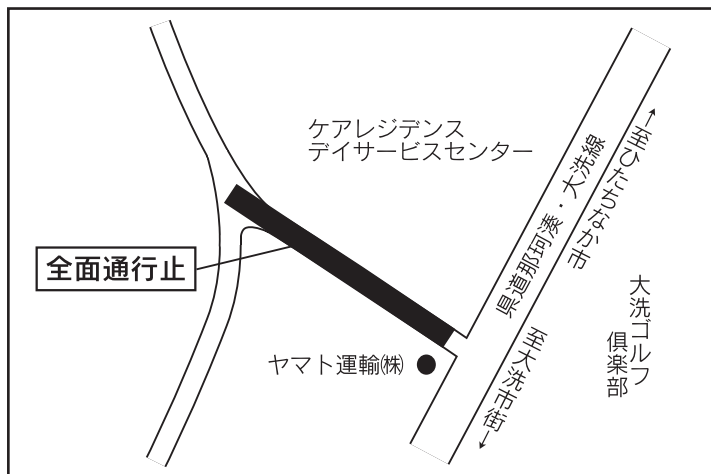 ケアレジデンス
デイサービスセンター
県道那珂湊・大洗線
←至ひたちなか市
全面通行止
大洗ゴルフ
倶楽部
至大洗市街→
ヤマト運輸㈱